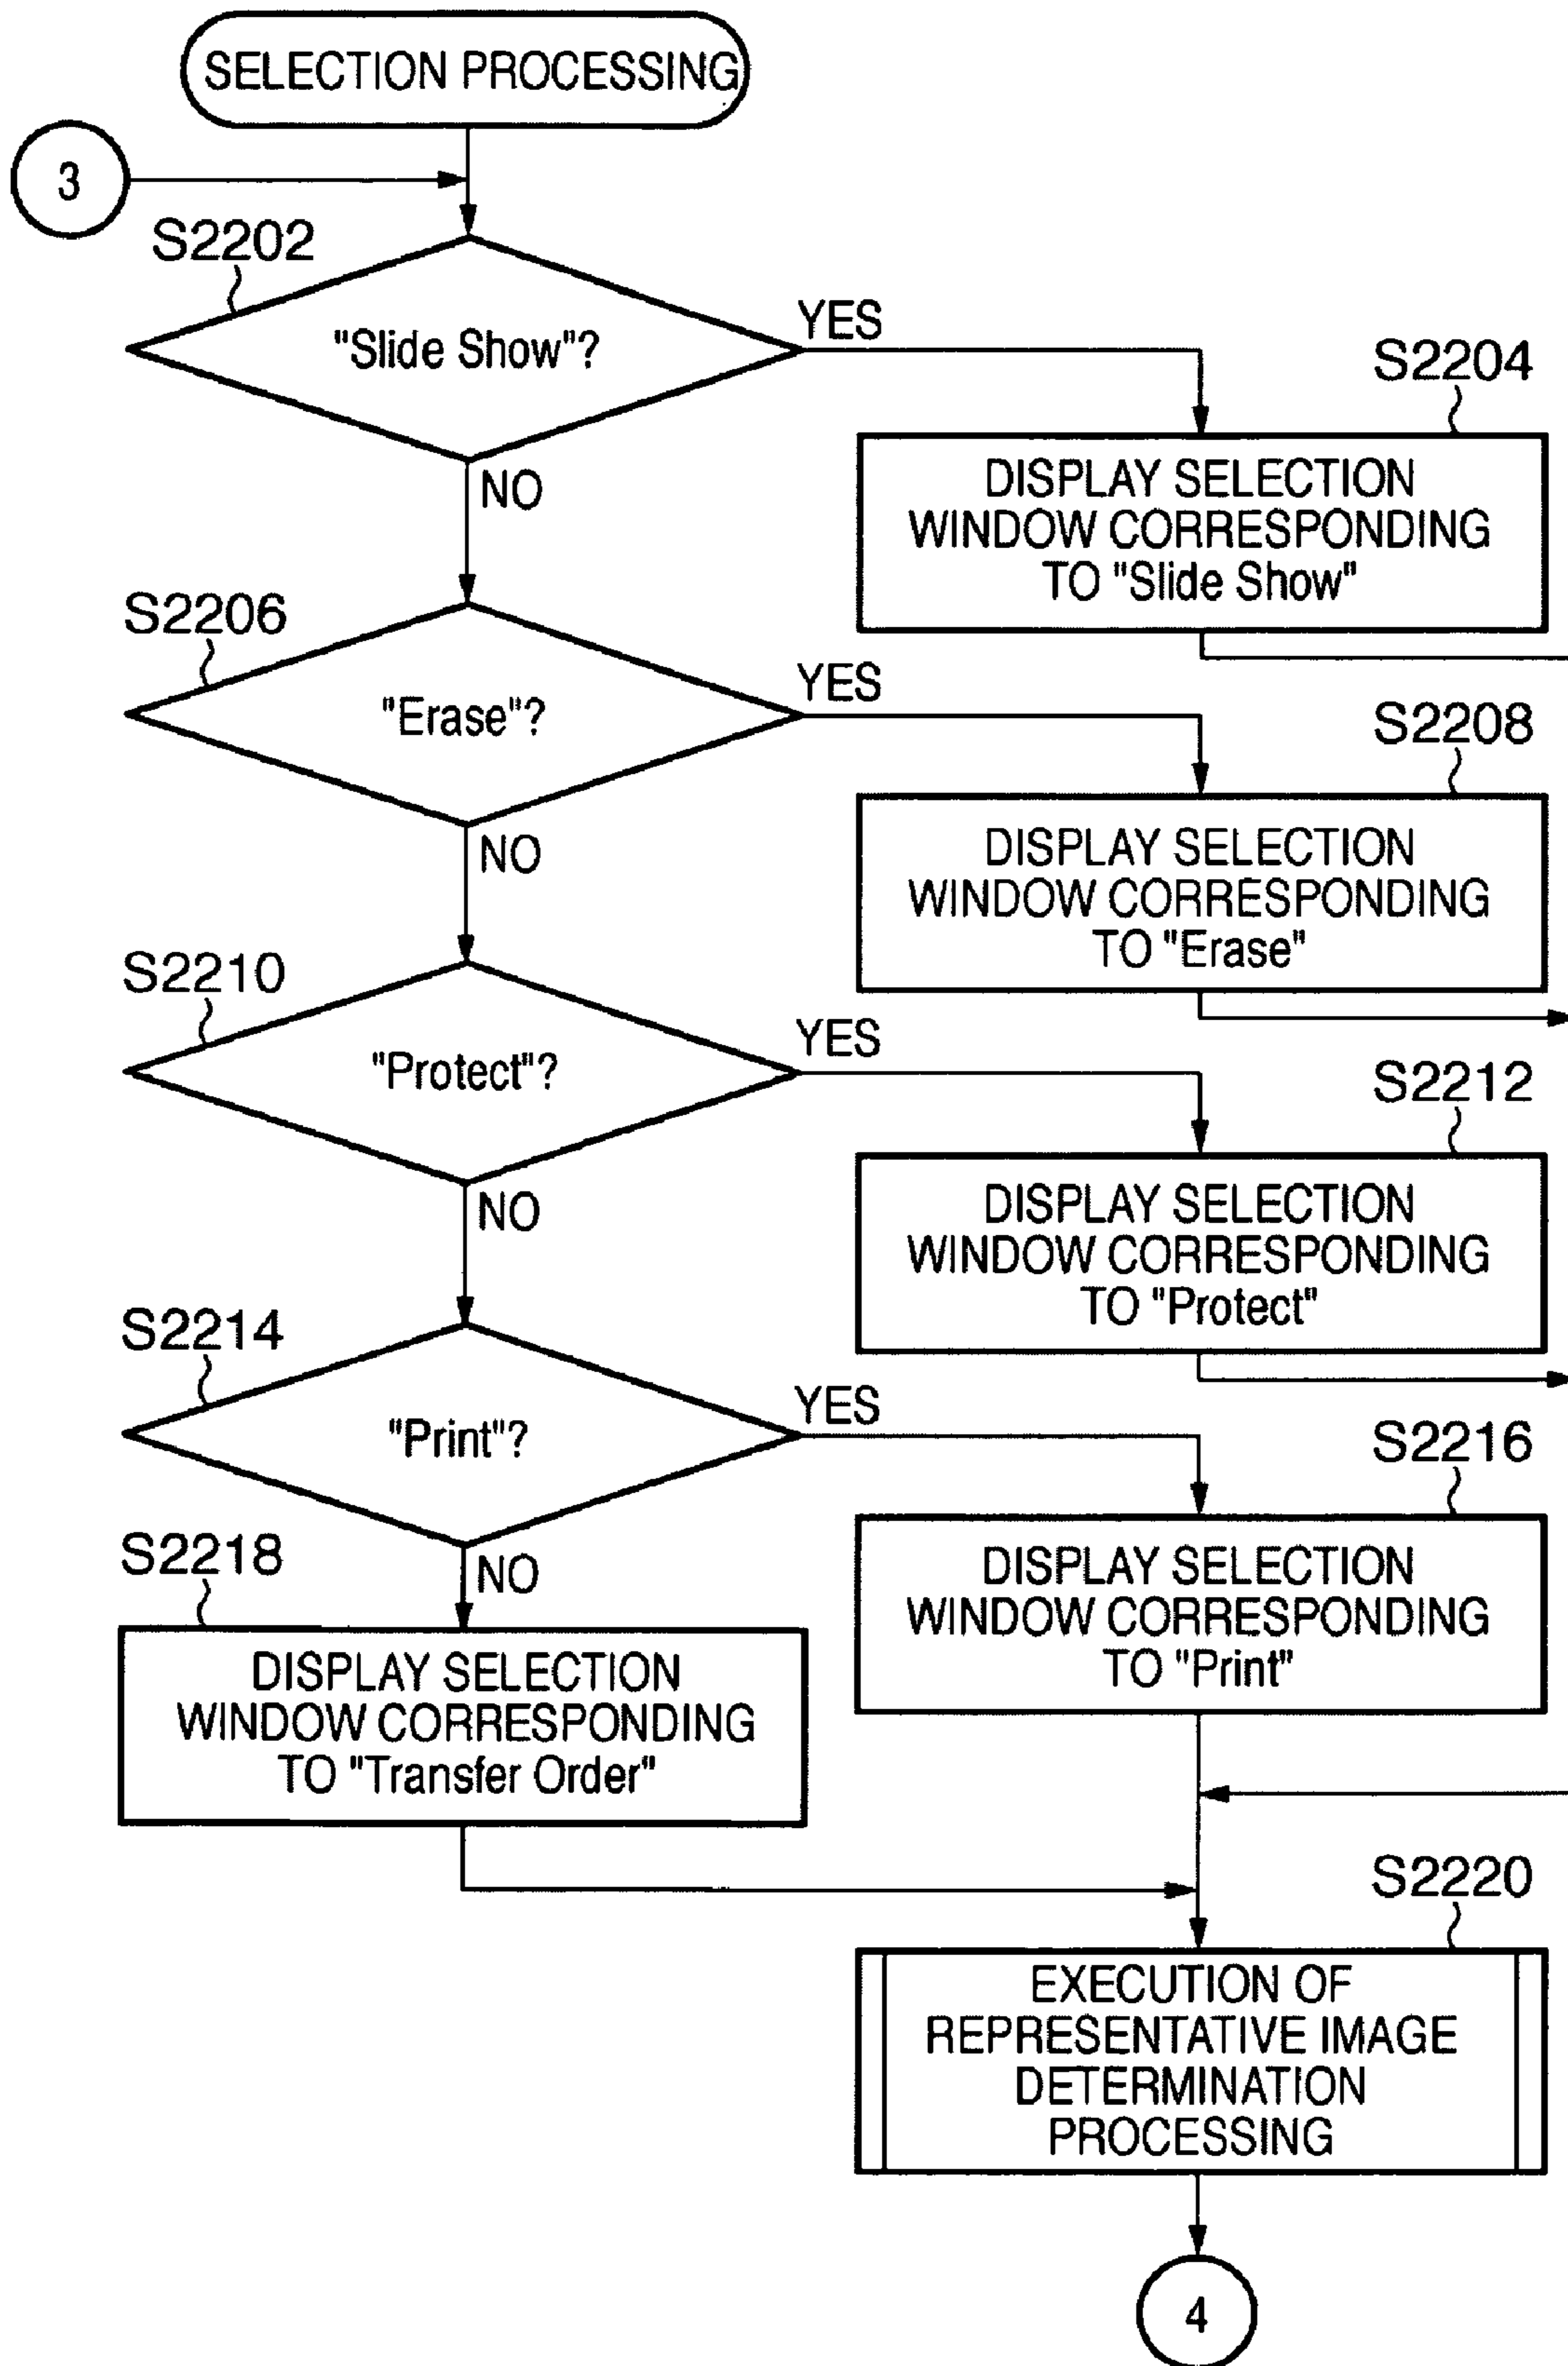 SELECTION PROCESSING
3
S2202
"Slide Show"?
YES
NO
S2204
DISPLAY SELECTION
WINDOW CORRESPONDING
TO "Slide Show"
S2206
"Erase"?
YES
NO
S2208
DISPLAY SELECTION
WINDOW CORRESPONDING
TO "Erase"
S2210
"Protect"?
YES
NO
S2212
DISPLAY SELECTION
WINDOW CORRESPONDING
TO "Protect"
S2214
"Print"?
YES
NO
S2216
DISPLAY SELECTION
WINDOW CORRESPONDING
TO "Print"
S2218
DISPLAY SELECTION
WINDOW CORRESPONDING
TO "Transfer Order"
S2220
EXECUTION OF
REPRESENTATIVE IMAGE
DETERMINATION
PROCESSING
4